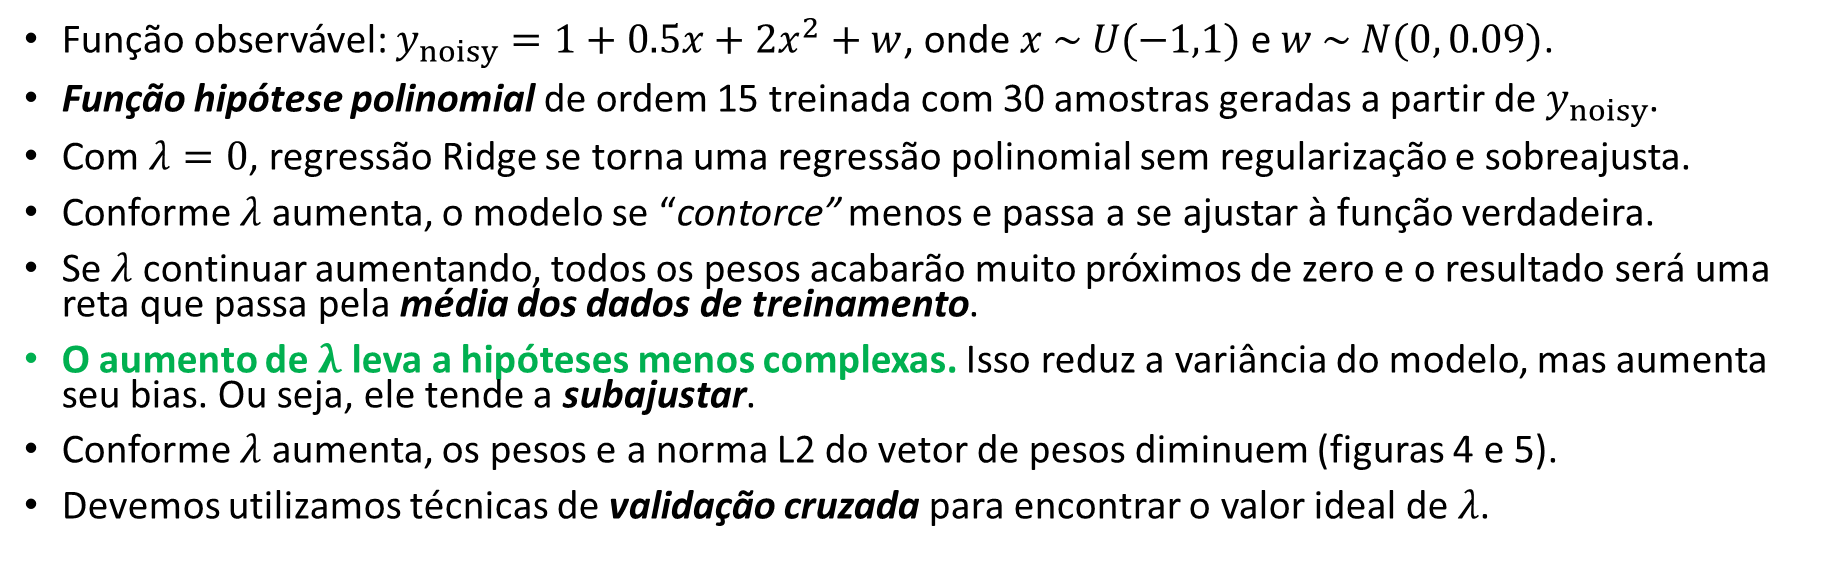 • Função observável: y_noisy = 1 + 0.5x + 2x² + w, onde x ~ U(−1,1) e w ~ N(0, 0.09).
• Função hipótese polinomial de ordem 15 treinada com 30 amostras geradas a partir de y_noisy.
• Com λ = 0, regressão Ridge se torna uma regressão polinomial sem regularização e sobreajusta.
• Conforme λ aumenta, o modelo se “contorce” menos e passa a se ajustar à função verdadeira.
• Se λ continuar aumentando, todos os pesos acabarão muito próximos de zero e o resultado será uma
reta que passa pela média dos dados de treinamento.
• O aumento de λ leva a hipóteses menos complexas. Isso reduz a variância do modelo, mas aumenta
seu bias. Ou seja, ele tende a subajustar.
• Conforme λ aumenta, os pesos e a norma L2 do vetor de pesos diminuem (figuras 4 e 5).
• Devemos utilizamos técnicas de validação cruzada para encontrar o valor ideal de λ.